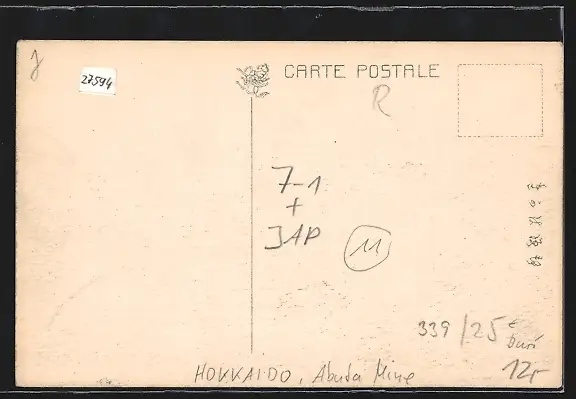 J
27594
CARTE POSTALE
R
7-1
+
JAP
11
339/25
12,-
HOKKAIDO, Abuta Mine